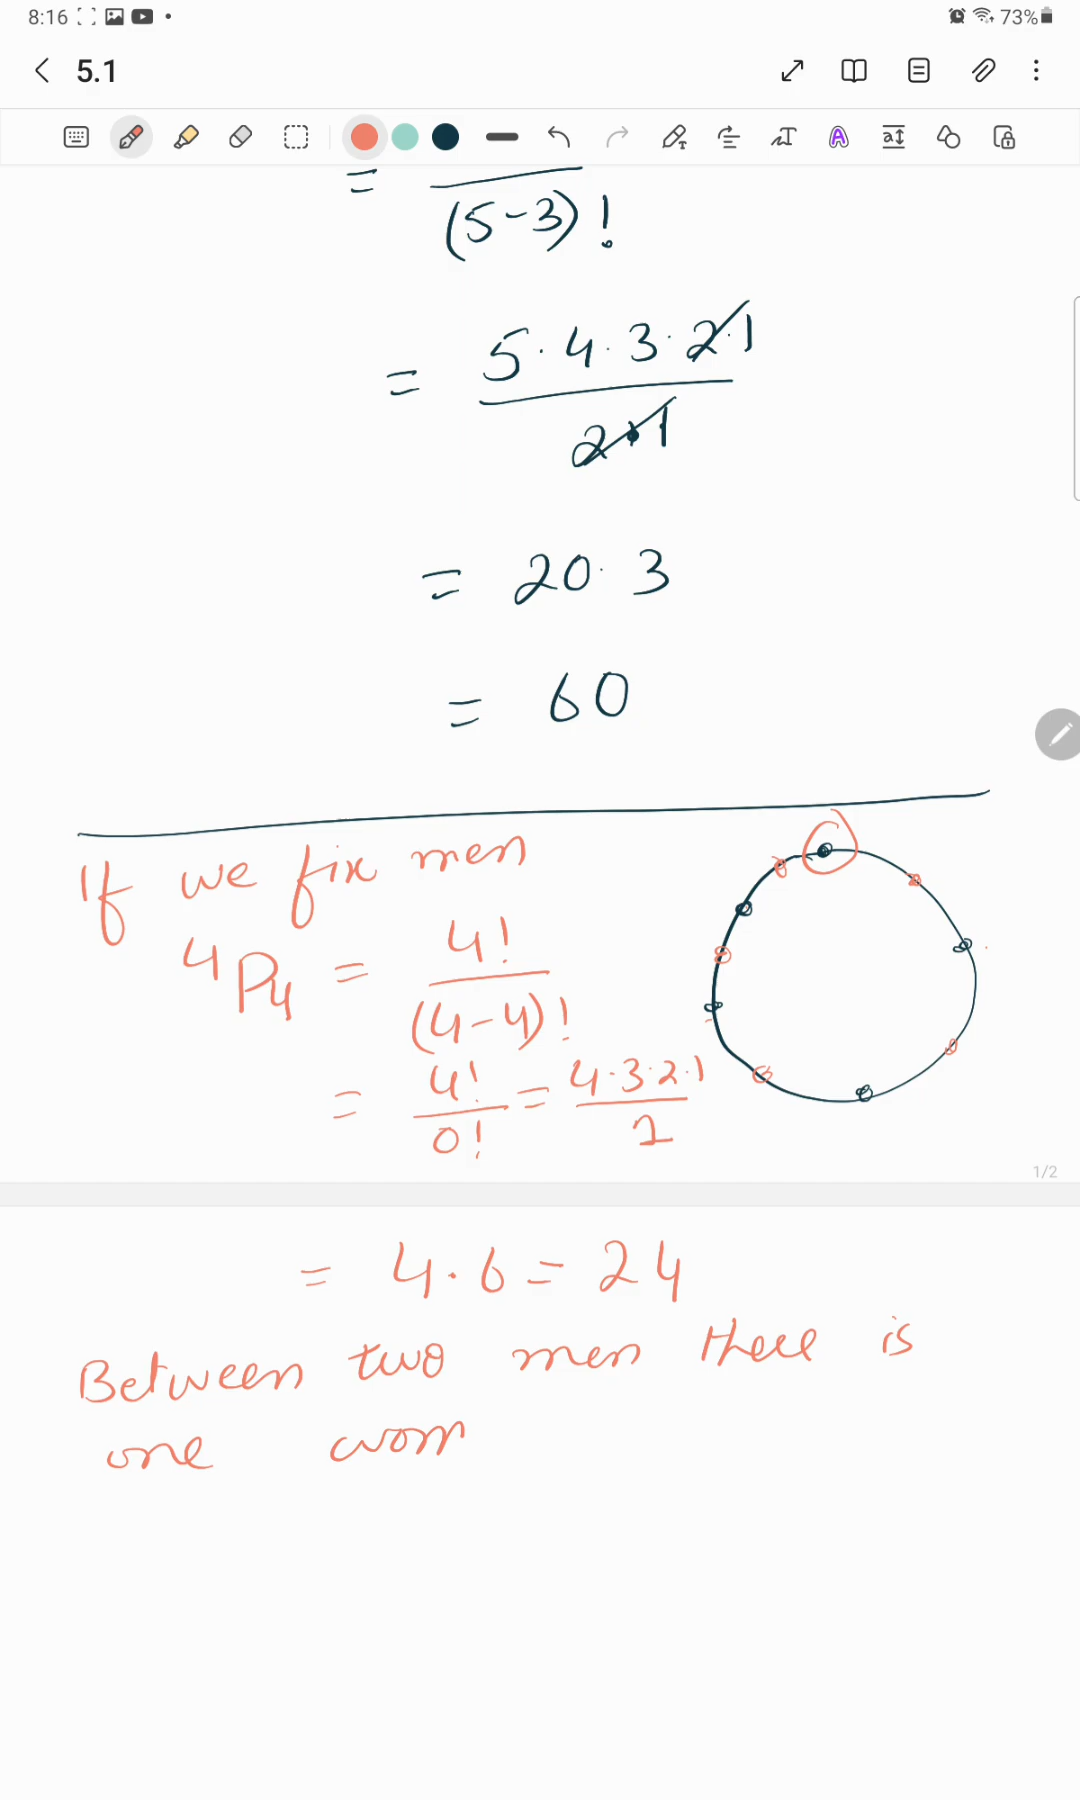 8:16 73%
5.1
=
(5-3)!
= 5·4·3·2·1
2·1
= 20·3
= 60
If we fix men
4P4 = 4!
(4-4)!
= 4! = 4·3·2·1
0! 1
1/2
= 4·6 = 24
Between two men there is
one wom